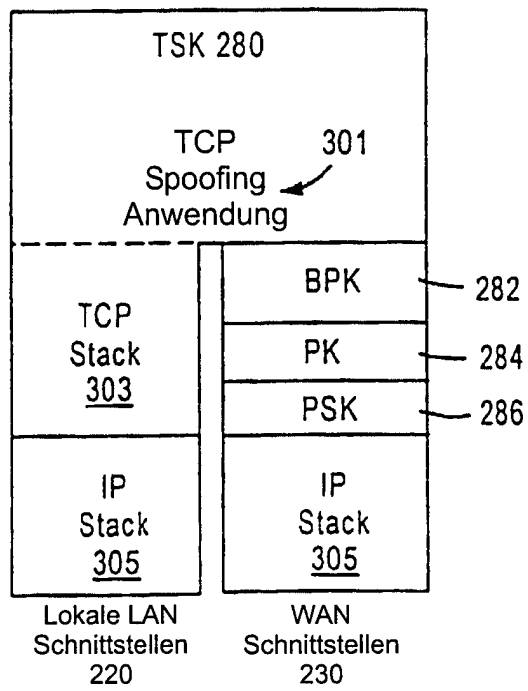 TSK 280
TCP
Spoofing
Anwendung
301
TCP
Stack
303
IP
Stack
305
BPK
282
PK
284
PSK
286
IP
Stack
305
Lokale LAN
Schnittstellen
220
WAN
Schnittstellen
230